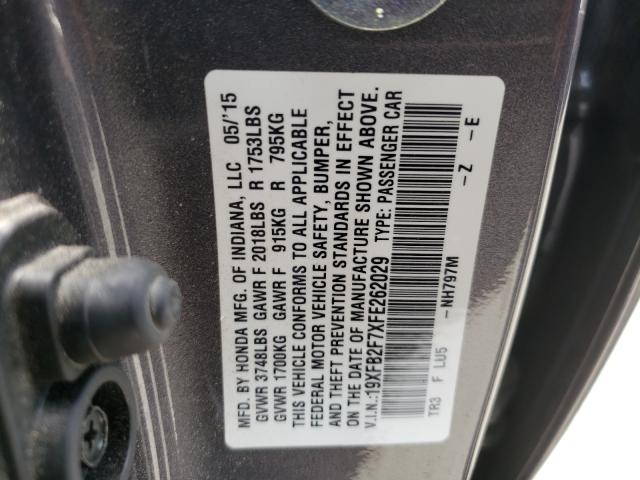 MFD. BY HONDA MFG. OF INDIANA, LLC 05/'15
GVWR 3748LBS GAWR F 2018LBS R 1753LBS
GVWR 1700KG GAWR F 915KG R 795KG
THIS VEHICLE CONFORMS TO ALL APPLICABLE
FEDERAL MOTOR VEHICLE SAFETY, BUMPER,
AND THEFT PREVENTION STANDARDS IN EFFECT
ON THE DATE OF MANUFACTURE SHOWN ABOVE.
V.I.N.:19XFB2F7XFE262029 TYPE: PASSENGER CAR
TR3 F LU5 –NH797M –Z –E